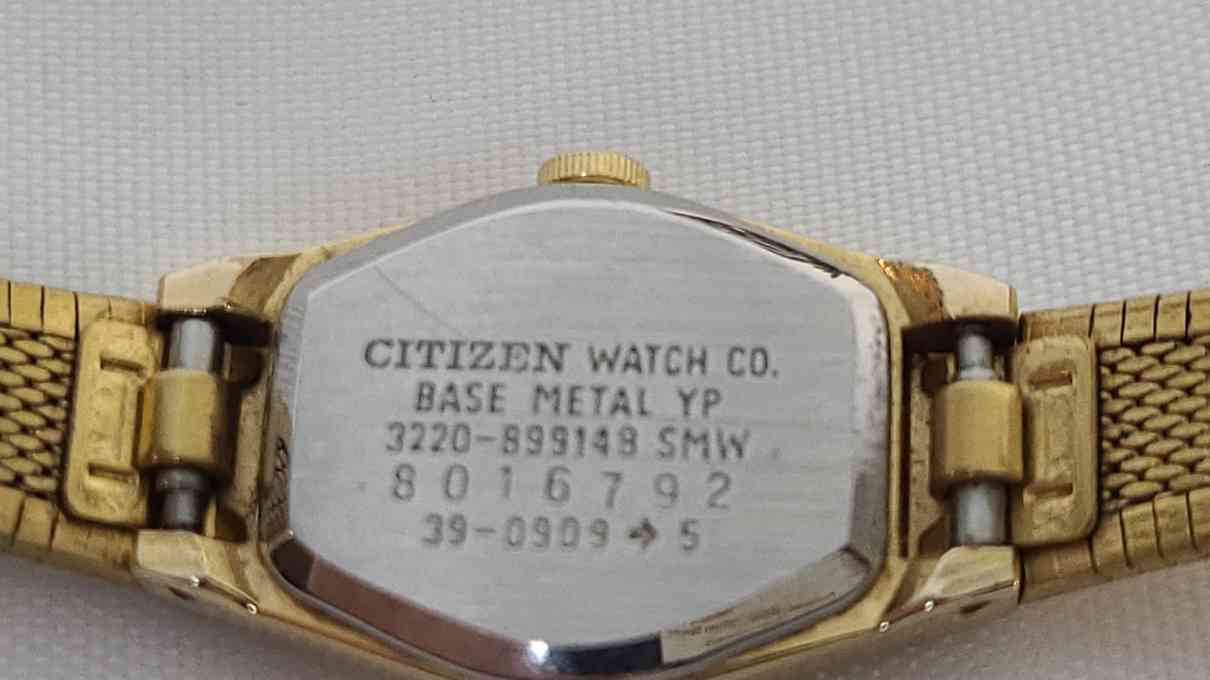 CITIZEN WATCH CO.
BASE METAL YP
3220-899148 SMW
8016792
39-0909 → 5